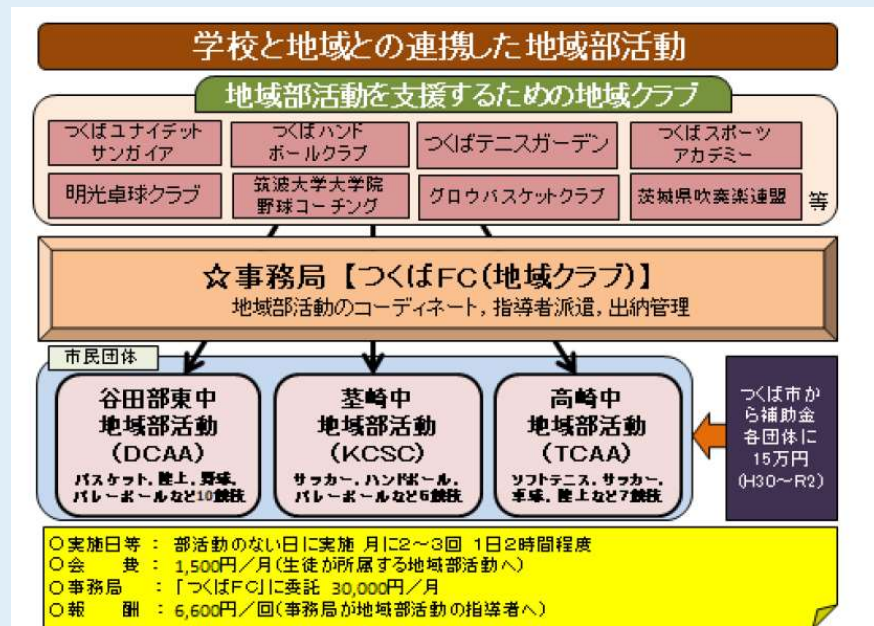 学校と地域との連携した地域部活動
地域部活動を支援するための地域クラブ
つくばユナイテッド
サンガイア
つくばハンド
ボールクラブ
つくばテニスガーデン
つくばスポーツ
アカデミー
明光卓球クラブ
筑波大学大学院
野球コーチング
グロウバスケットクラブ
茨城県吹奏楽連盟
等
☆事務局【つくばFC(地域クラブ)】
地域部活動のコーディネート,指導者派遣,出納管理
市民団体
谷田部東中
地域部活動
(DCAA)
バスケット,陸上,野球,
バレーボールなど10競技
茎崎中
地域部活動
(KCSC)
サッカー,ハンドボール,
バレーボールなど6競技
高崎中
地域部活動
(TCAA)
ソフトテニス,サッカー,
卓球,陸上など7競技
つくば市か
ら補助金
各団体に
15万円
(H30~R2)
○実施日等 : 部活動のない日に実施 月に2~3回 1日2時間程度
○会 費 : 1,500円/月(生徒が所属する地域部活動へ)
○事務局 : 「つくばFC」に委託 30,000円/月
○報 酬 : 6,600円/回(事務局が地域部活動の指導者へ)